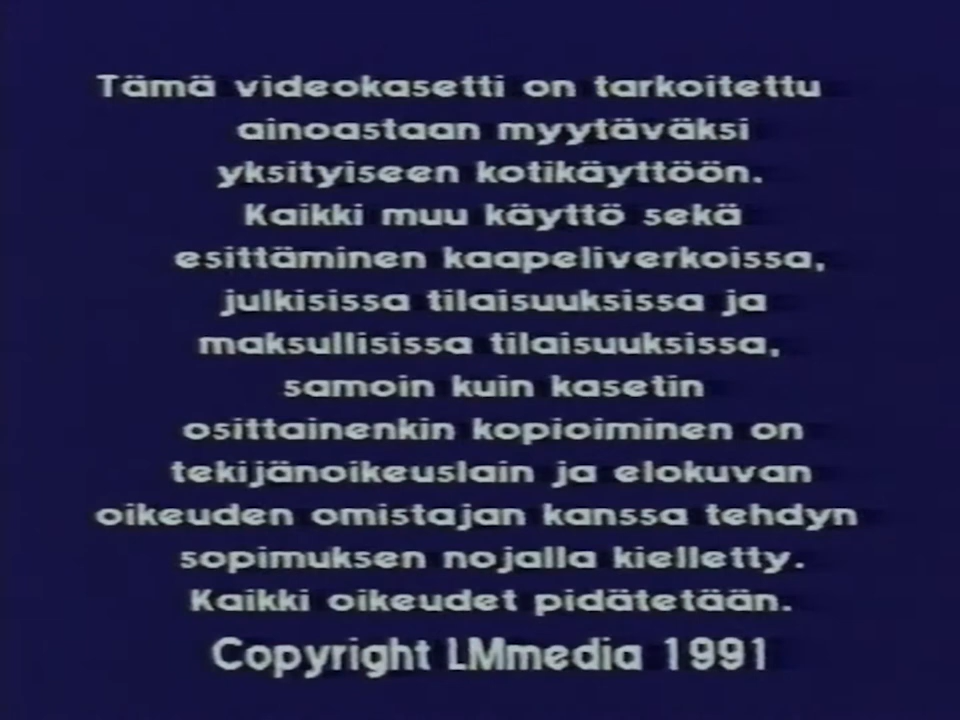 Tämä videokasetti on tarkoitettu
ainoastaan myytäväksi
yksityiseen kotikäyttöön.
Kaikki muu käyttö sekä
esittäminen kaapeliverkoissa,
julkisissa tilaisuuksissa ja
maksullisissa tilaisuuksissa,
samoin kuin kasetin
osittainenkin kopioiminen on
tekijänoikeuslain ja elokuvan
oikeuden omistajan kanssa tehdyn
sopimuksen nojalla kielletty.
Kaikki oikeudet pidätetään.
Copyright LMmedia 1991